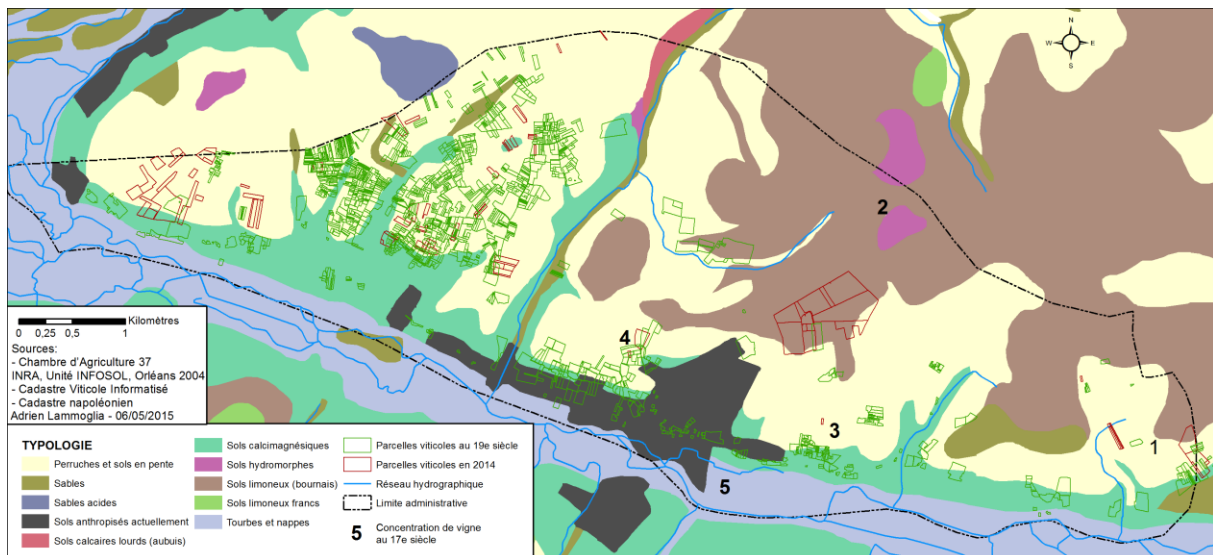 N
W E
S
2
4
3
1
5
0 0,25 0,5 1 Kilomètres
Sources:
- Chambre d'Agriculture 37
INRA, Unité INFOSOL, Orléans 2004
- Cadastre Viticole Informatisé
- Cadastre napoléonien
Adrien Lammoglia - 06/05/2015
TYPOLOGIE
Perruches et sols en pente
Sables
Sables acides
Sols anthropisés actuellement
Sols calcaires lourds (aubuis)
Sols calcimagnésiques
Sols hydromorphes
Sols limoneux (bournais)
Sols limoneux francs
Tourbes et nappes
Parcelles viticoles au 19e siècle
Parcelles viticoles en 2014
Réseau hydrographique
Limite administrative
5 Concentration de vigne
au 17e siècle